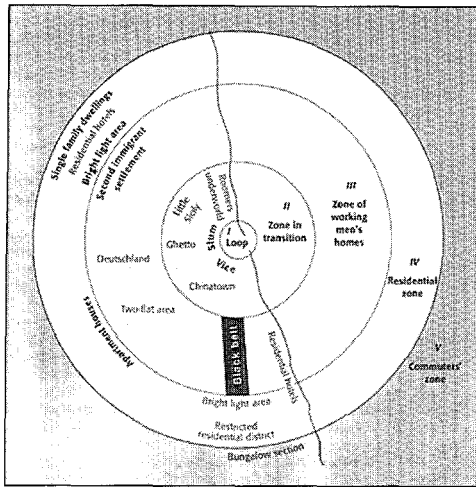 Single family dwellings
Residential hotels
Bright light area
Second immigrant
settlement
Little
Sicily
Ghetto
Deutschland
Two-flat area
Apartment houses
Roomers
underworld
Slum
I
Loop
Vice
Chinatown
II
Zone in
transition
III
Zone of
working
men's
homes
IV
Residential
zone
V
Commuters'
zone
Black belt
Residential hotels
Bright light area
Restricted
residential district
Bungalow section